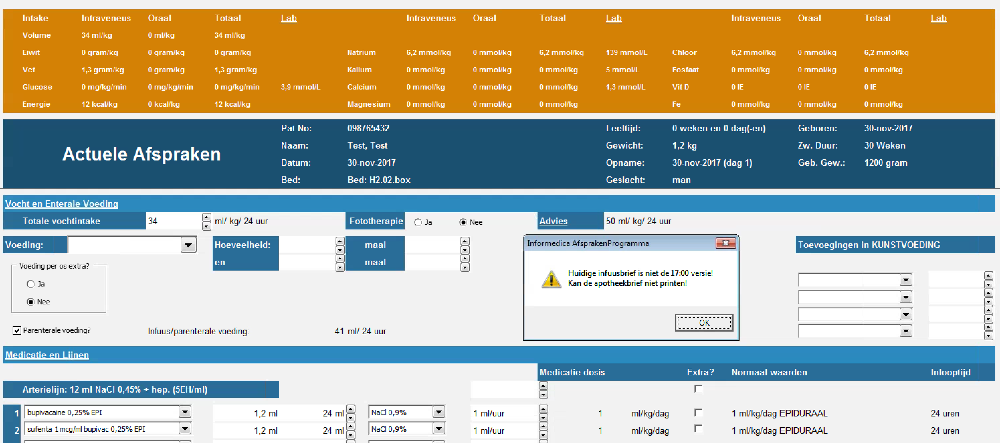 Intake Intraveneus Oraal Totaal Lab Intraveneus Oraal Totaal Lab Intraveneus Oraal Totaal Lab
Volume 34 ml/kg 0 ml/kg 34 ml/kg
Eiwit 0 gram/kg 0 gram/kg 0 gram/kg Natrium 6,2 mmol/kg 0 mmol/kg 6,2 mmol/kg 139 mmol/L Chloor 6,2 mmol/kg 0 mmol/kg 6,2 mmol/kg
Vet 1,3 gram/kg 0 gram/kg 1,3 gram/kg Kalium 0 mmol/kg 0 mmol/kg 0 mmol/kg 5 mmol/L Fosfaat 0 mmol/kg 0 mmol/kg 0 mmol/kg
Glucose 0 mg/kg/min 0 mg/kg/min 0 mg/kg/min 3,9 mmol/L Calcium 0 mmol/kg 0 mmol/kg 0 mmol/kg 1,3 mmol/L Vit D 0 IE 0 IE 0 IE
Energie 12 kcal/kg 0 kcal/kg 12 kcal/kg Magnesium 0 mmol/kg 0 mmol/kg 0 mmol/kg Fe 0 mmol/kg 0 mmol/kg 0 mmol/kg
Actuele Afspraken
Pat No: 098765432 Leeftijd: 0 weken en 0 dag(-en) Geboren: 30-nov-2017
Naam: Test, Test Gewicht: 1,2 kg Zw. Duur: 30 Weken
Datum: 30-nov-2017 Opname: 30-nov-2017 (dag 1) Geb. Gew.: 1200 gram
Bed: Bed: H2.02.box Geslacht: man
Vocht en Enterale Voeding
Totale vochtintake 34 ml/ kg/ 24 uur Fototherapie Ja Nee Advies 50 ml/ kg/ 24 uur
Voeding: Hoeveelheid: maal Toevoegingen in KUNSTVOEDING
en maal
Voeding per os extra?
Ja
Nee
Informedica AfsprakenProgramma
Huidige infuusbrief is niet de 17:00 versie!
Kan de apotheekbrief niet printen!
OK
Parenterale voeding? Infuus/parenterale voeding: 41 ml/ 24 uur
Medicatie en Lijnen
Medicatie dosis Extra? Normaal waarden Inlooptijd
Arterielijn: 12 ml NaCl 0,45% + hep. (5EH/ml)
1 bupivacaine 0,25% EPI 1,2 ml 24 ml NaCl 0,9% 1 ml/uur 1 ml/kg/dag 1 ml/kg/dag EPIDURAAL 24 uren
2 sufenta 1 mcg/ml bupivac 0,25% EPI 1,2 ml 24 ml NaCl 0,9% 1 ml/uur 1 ml/kg/dag 1 ml/kg/dag EPIDURAAL 24 uren